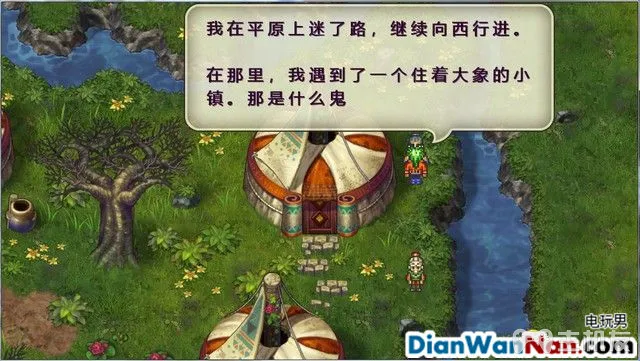 我在平原上迷了路，继续向西行进。
在那里，我遇到了一个住着大象的小
镇。那是什么鬼
电玩男
DianWanNan.com